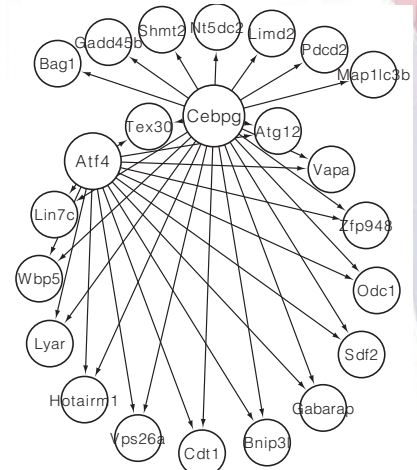 Nt5dc2
Shmt2
Limd2
Gadd45b
Pdcd2
Bag1
Map1lc3b
Cebpg
Tex30
Atg12
Atf4
Vapa
Lin7c
Zfp948
Wbp5
Odc1
Lyar
Sdf2
Hotairm1
Gabarap
Vps26a
Bnip3l
Cdt1